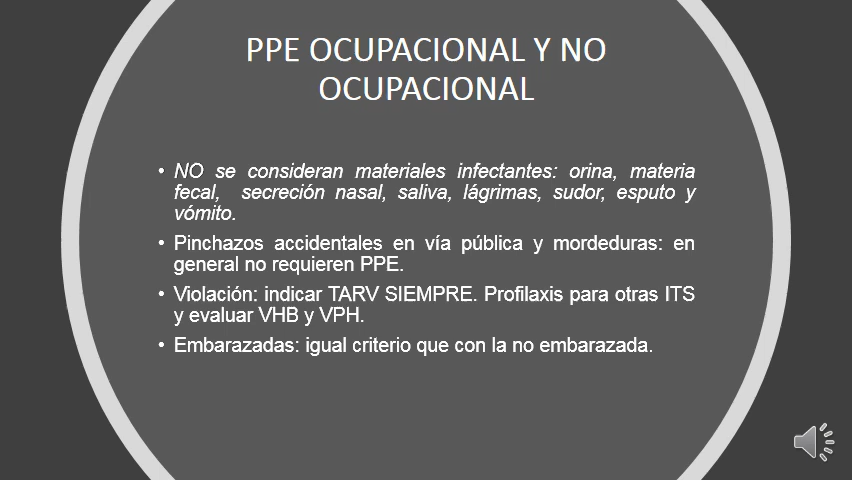 PPE OCUPACIONAL Y NO
OCUPACIONAL
• NO se consideran materiales infectantes: orina, materia
fecal, secreción nasal, saliva, lágrimas, sudor, esputo y
vómito.
• Pinchazos accidentales en vía pública y mordeduras: en
general no requieren PPE.
• Violación: indicar TARV SIEMPRE. Profilaxis para otras ITS
y evaluar VHB y VPH.
• Embarazadas: igual criterio que con la no embarazada.